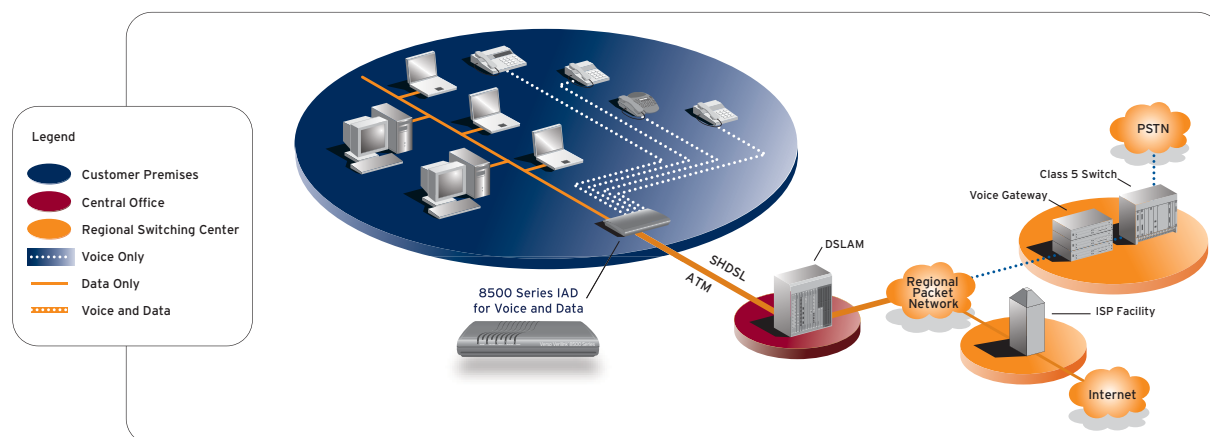 Legend
Customer Premises
Central Office
Regional Switching Center
Voice Only
Data Only
Voice and Data
8500 Series IAD
for Voice and Data
SHDSL
ATM
DSLAM
Regional
Packet
Network
Voice Gateway
Class 5 Switch
PSTN
ISP Facility
Internet